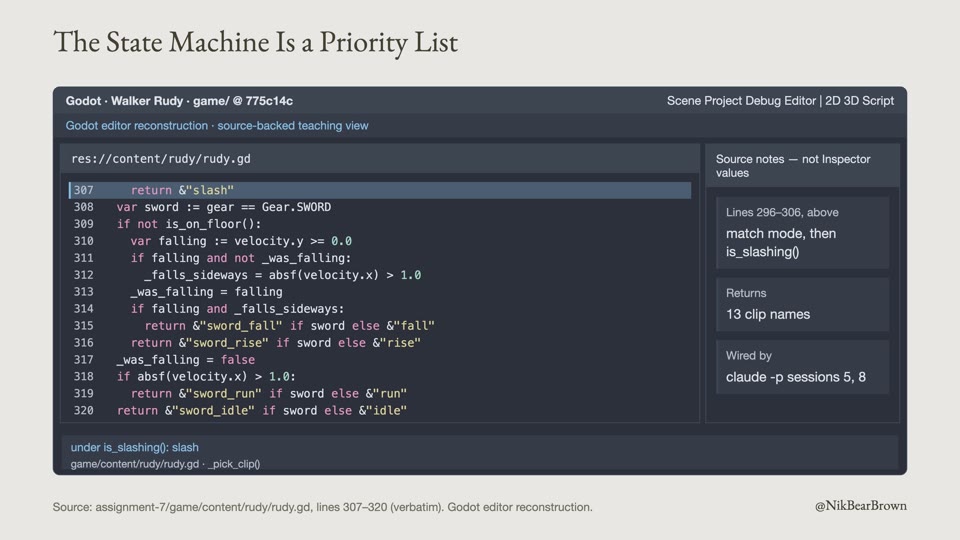 The State Machine Is a Priority List
Godot · Walker Rudy · game/ @ 775c14c
Scene Project Debug Editor | 2D 3D Script
Godot editor reconstruction · source-backed teaching view
res://content/rudy/rudy.gd
307 return &"slash"
308 var sword := gear == Gear.SWORD
309 if not is_on_floor():
310 var falling := velocity.y >= 0.0
311 if falling and not _was_falling:
312 _falls_sideways = absf(velocity.x) > 1.0
313 _was_falling = falling
314 if falling and _falls_sideways:
315 return &"sword_fall" if sword else &"fall"
316 return &"sword_rise" if sword else &"rise"
317 _was_falling = false
318 if absf(velocity.x) > 1.0:
319 return &"sword_run" if sword else &"run"
320 return &"sword_idle" if sword else &"idle"
Source notes — not Inspector
values
Lines 296–306, above
match mode, then
is_slashing()
Returns
13 clip names
Wired by
claude -p sessions 5, 8
under is_slashing(): slash
game/content/rudy/rudy.gd · _pick_clip()
Source: assignment-7/game/content/rudy/rudy.gd, lines 307–320 (verbatim). Godot editor reconstruction.
@NikBearBrown